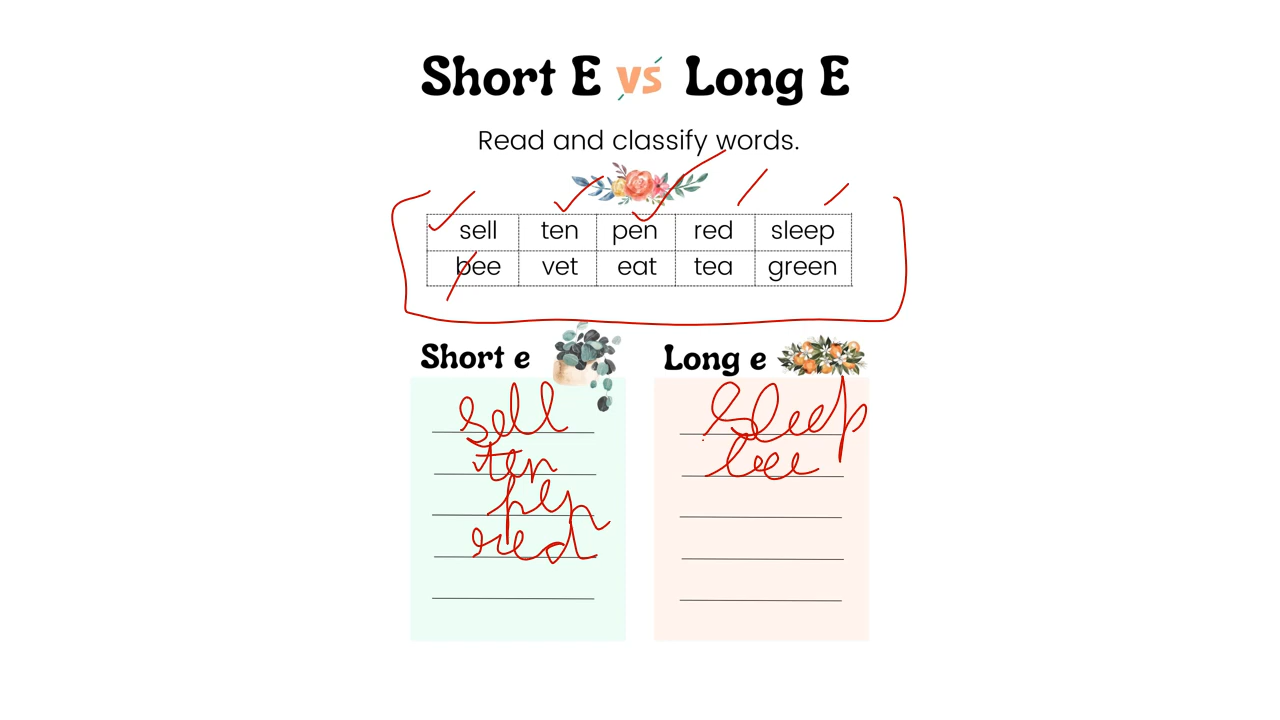 Short E vs Long E
Read and classify words.
sell ten pen red sleep
bee vet eat tea green
Short e Long e
sell sleep
ten bee
pen
red